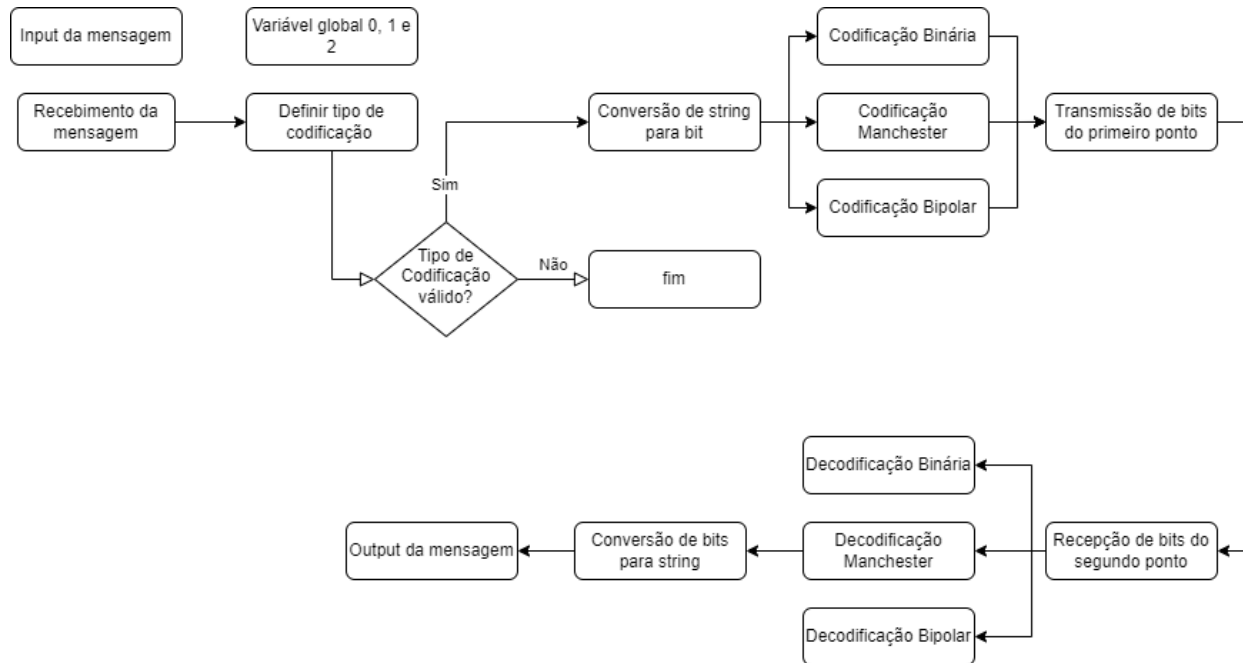 Input da mensagem
Variável global 0, 1 e
2
Recebimento da
mensagem
Definir tipo de
codificação
Sim
Tipo de
Codificação
válido?
Não
fim
Conversão de string
para bit
Codificação Binária
Codificação
Manchester
Codificação Bipolar
Transmissão de bits
do primeiro ponto
Recepção de bits do
segundo ponto
Decodificação Binária
Decodificação
Manchester
Decodificação Bipolar
Conversão de bits
para string
Output da mensagem